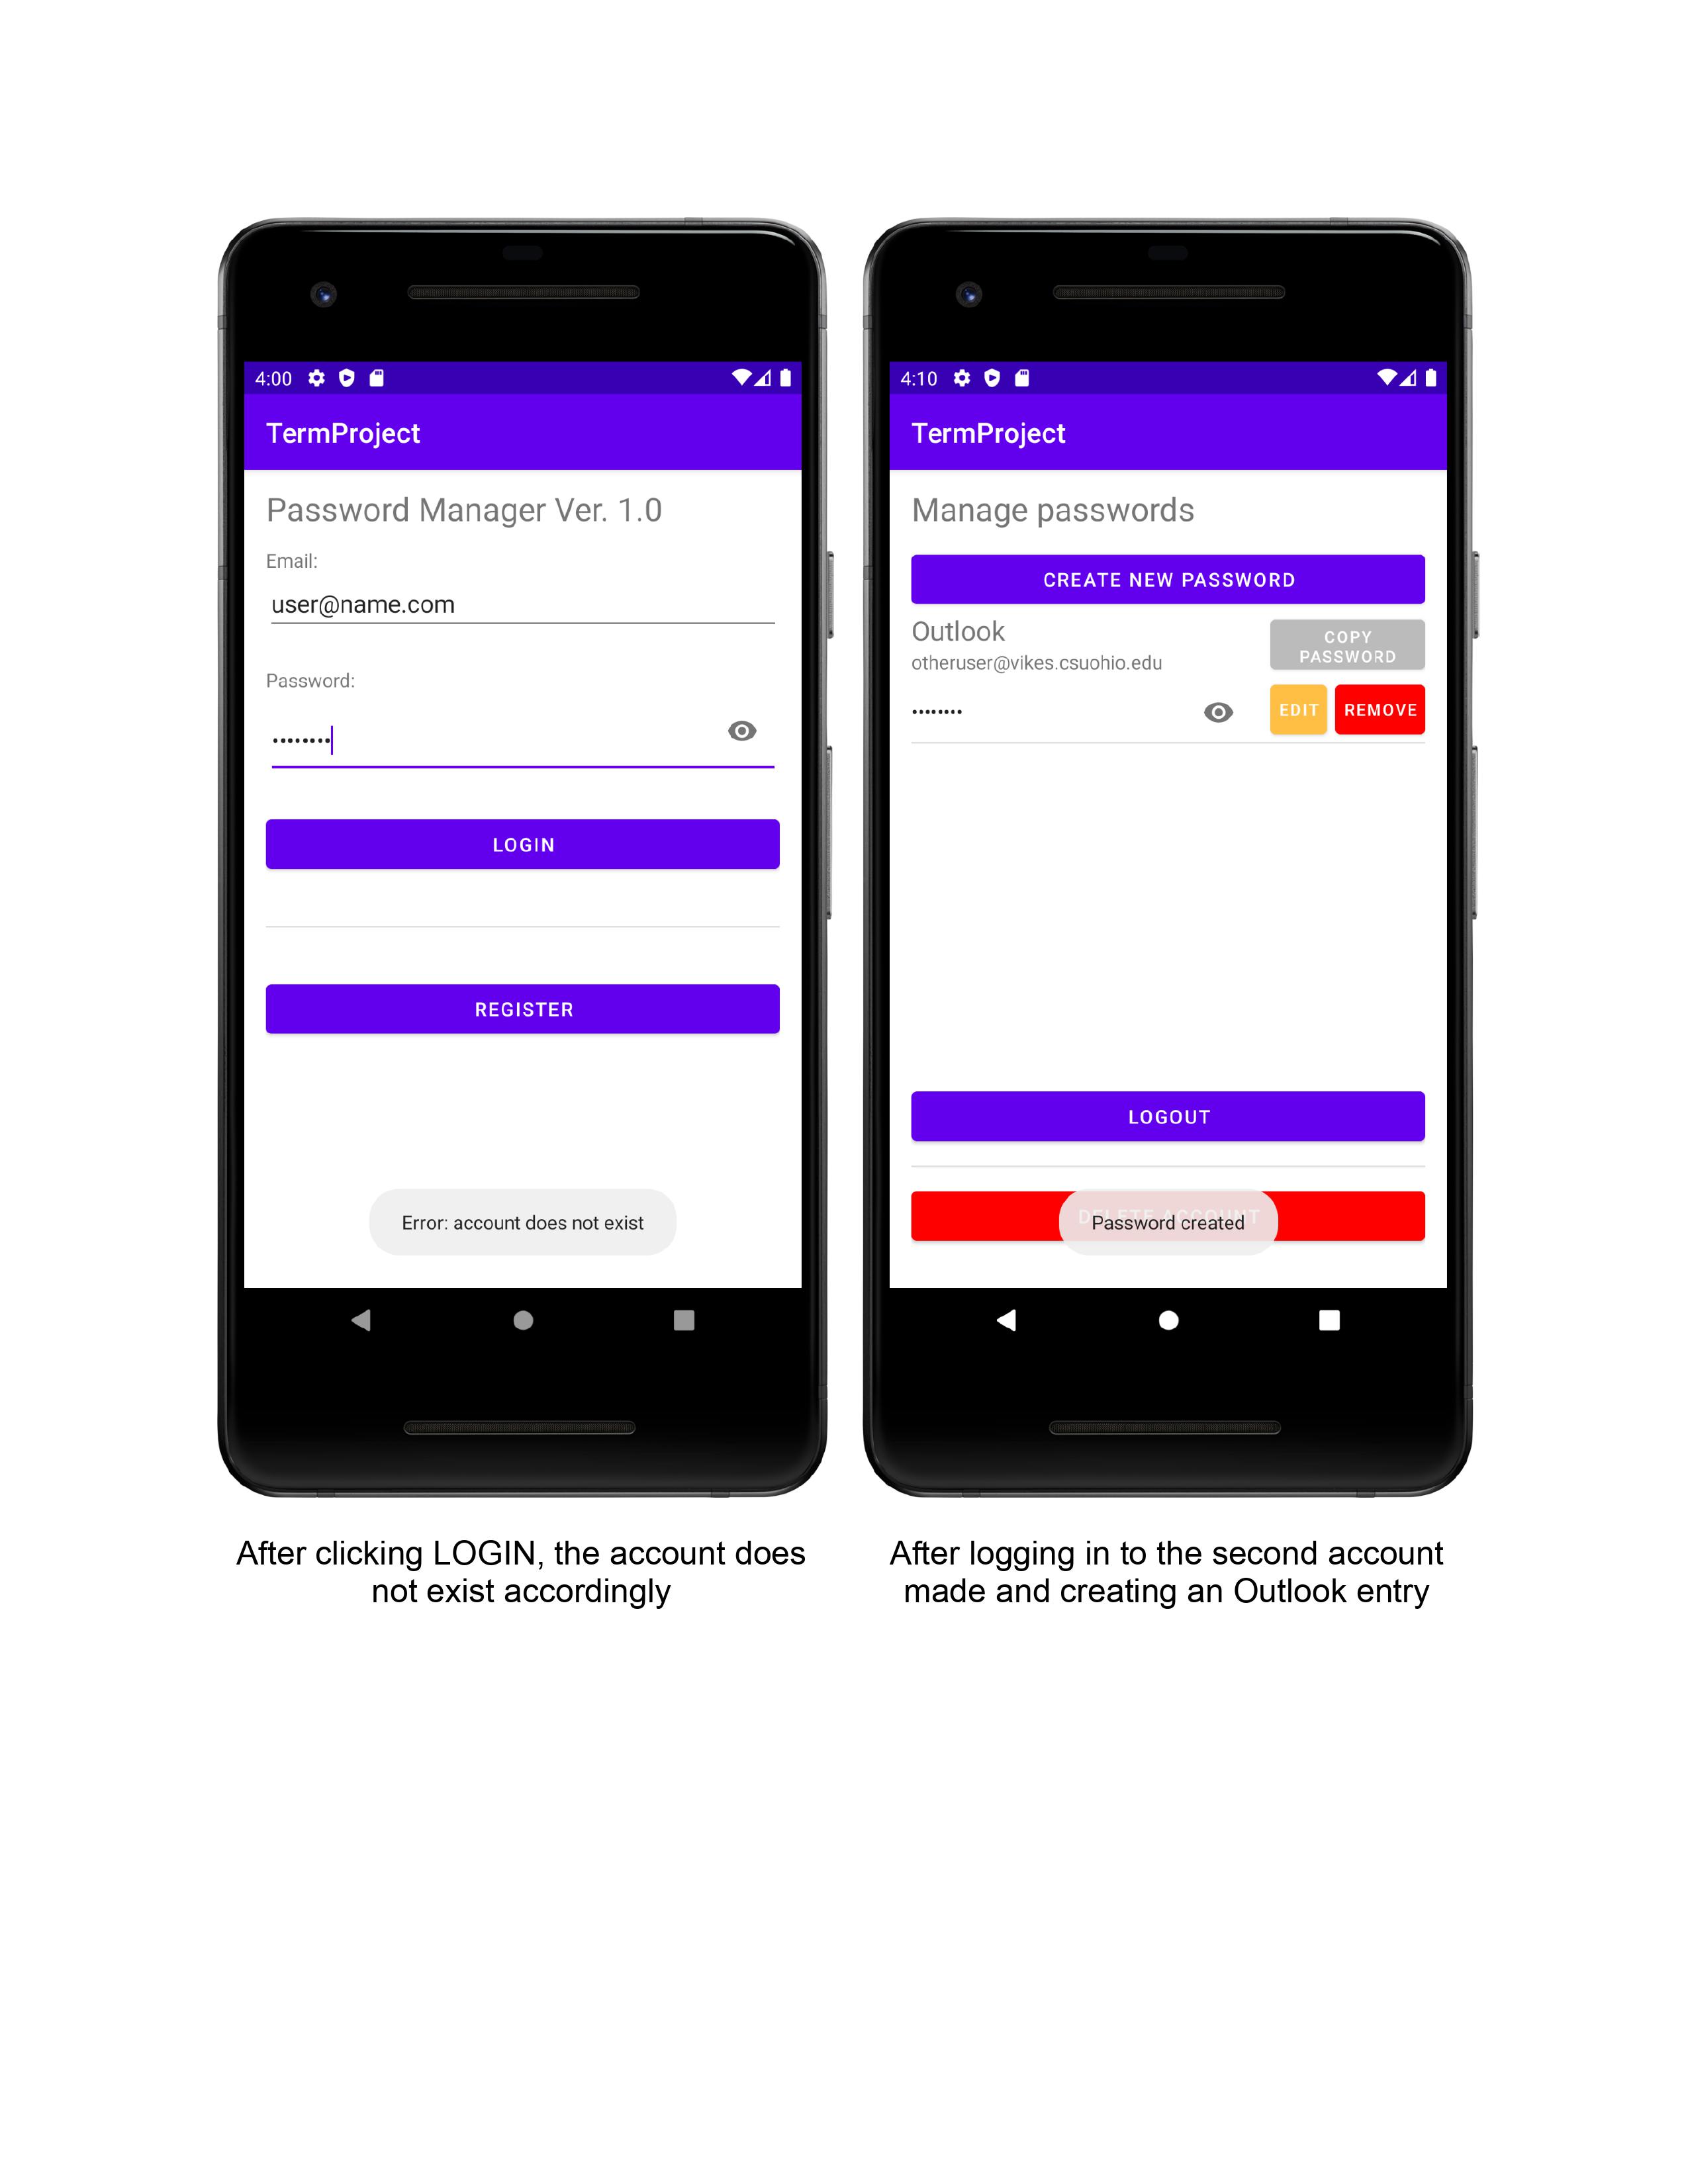 4:00
TermProject
Password Manager Ver. 1.0
Email:
user@name.com
Password:
••••••••
LOGIN
REGISTER
Error: account does not exist
After clicking LOGIN, the account does
not exist accordingly
4:10
TermProject
Manage passwords
CREATE NEW PASSWORD
Outlook
COPY
PASSWORD
otheruser@vikes.csuohio.edu
••••••••
EDIT
REMOVE
LOGOUT
DELETE ACCOUNT
Password created
After logging in to the second account
made and creating an Outlook entry